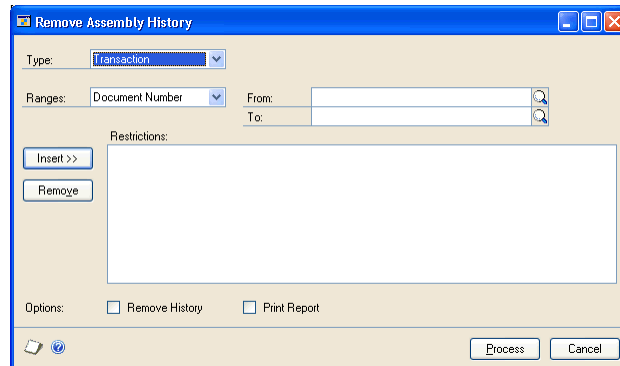 Remove Assembly History
Type: Transaction
Ranges: Document Number From:
To:
Restrictions:
Insert >>
Remove
Options: Remove History Print Report
Process Cancel